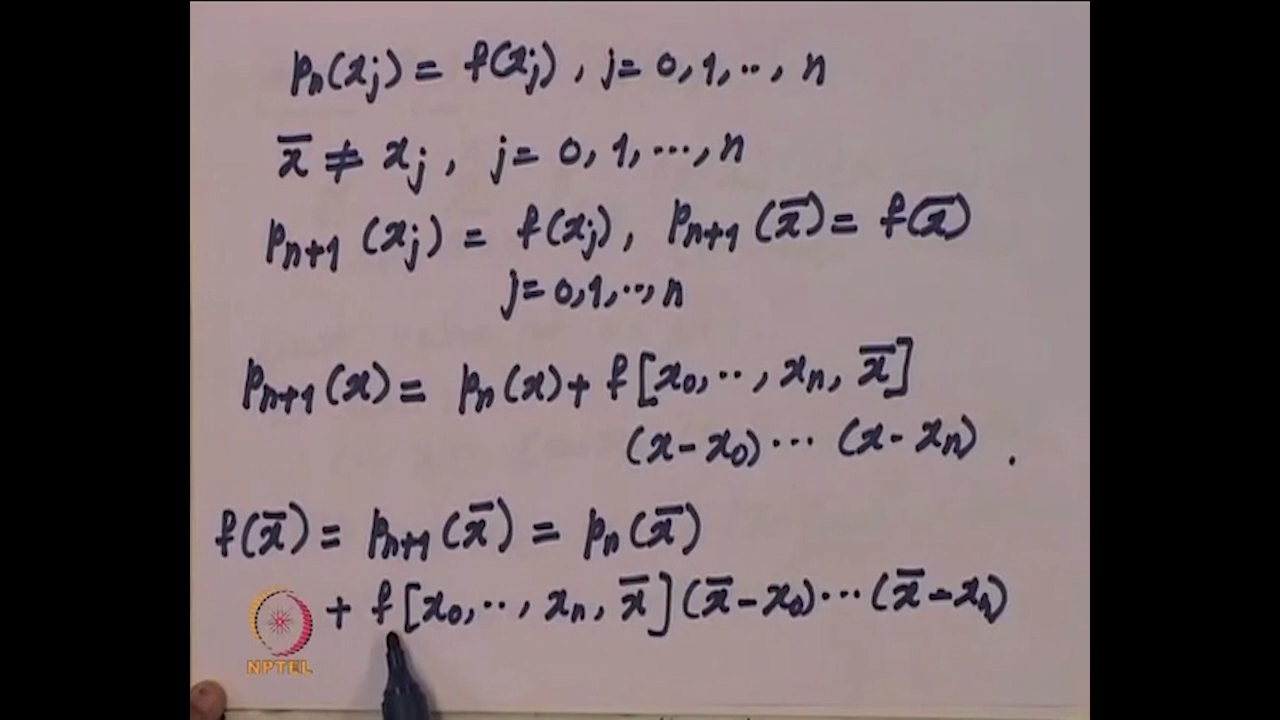 pₙ(xⱼ) = f(xⱼ), j = 0, 1, .., n
x̄ ≠ xⱼ, j = 0, 1, ..., n
pₙ₊₁(xⱼ) = f(xⱼ), pₙ₊₁(x̄) = f(x̄)
j = 0, 1, .., n
pₙ₊₁(x) = pₙ(x) + f[x₀, .., xₙ, x̄]
(x - x₀) ... (x - xₙ).
f(x̄) = pₙ₊₁(x̄) = pₙ(x̄)
+ f[x₀, .., xₙ, x̄](x̄ - x₀) ... (x̄ - xₙ)
NPTEL